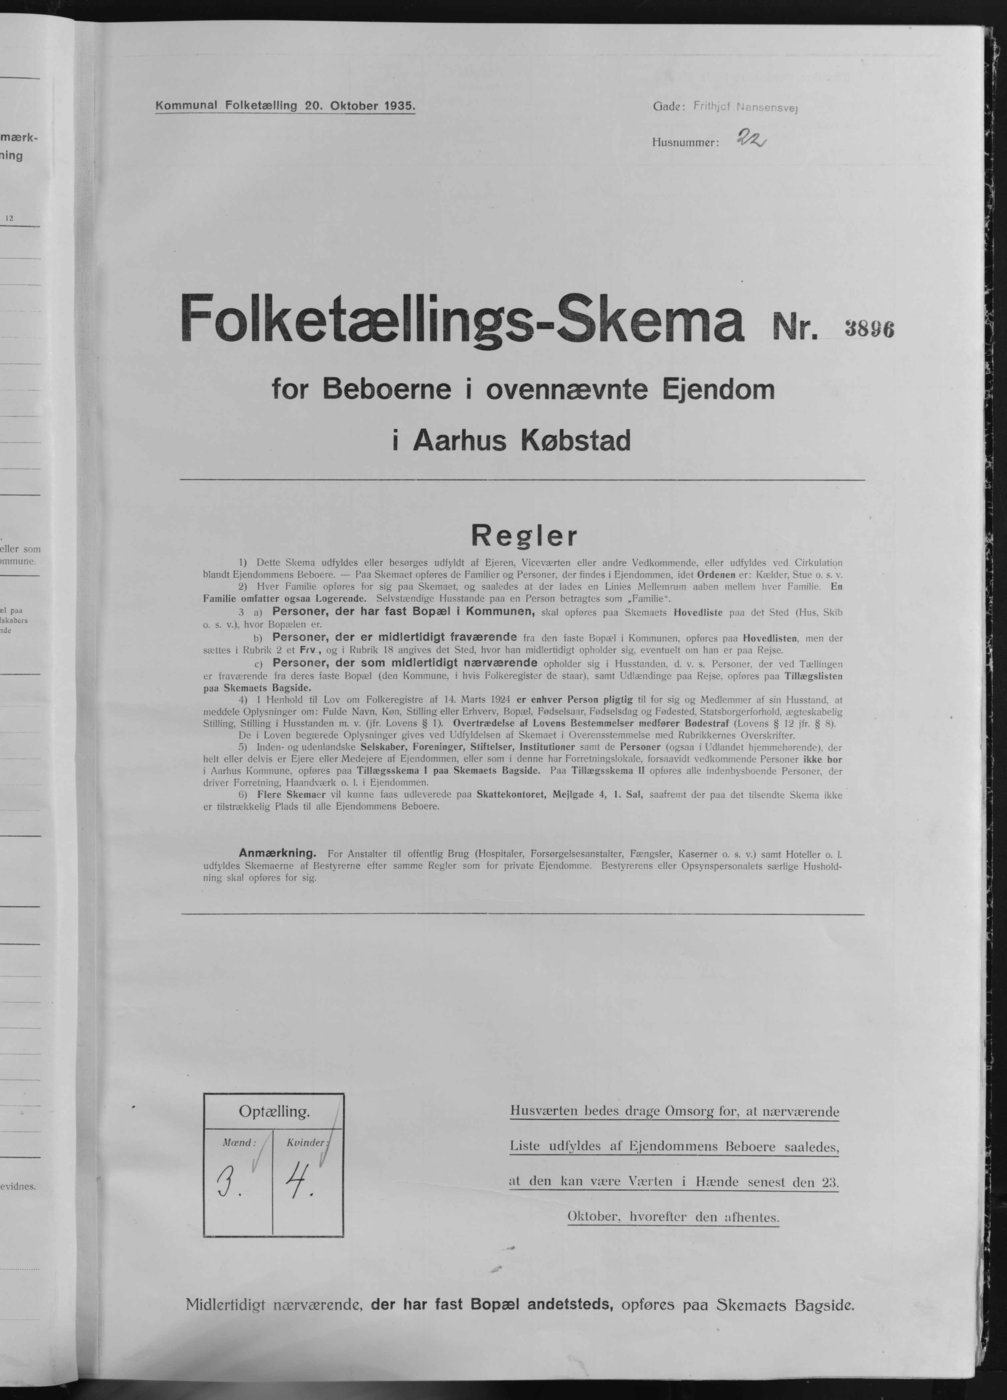 mærk-
ning
12
eller som
ommune.
el paa
lskabers
nde
evidnes.
Kommunal Folketælling 20. Oktober 1935.
Gade: Frithjof Nansensvej
Husnummer: 22
Folketællings-Skema Nr. 3896
for Beboerne i ovennævnte Ejendom
i Aarhus Købstad
Regler
1) Dette Skema udfyldes eller besørges udfyldt af Ejeren, Viceværten eller andre Vedkommende, eller udfyldes ved Cirkulation
blandt Ejendommens Beboere. — Paa Skemaet opføres de Familier og Personer, der findes i Ejendommen, idet Ordenen er: Kælder, Stue o. s. v.
2) Hver Familie opføres for sig paa Skemaet, og saaledes at der lades en Linies Mellemrum aaben mellem hver Familie. En
Familie omfatter ogsaa Logerende. Selvstændige Husstande paa en Person betragtes som „Familie“.
3 a) Personer, der har fast Bopæl i Kommunen, skal opføres paa Skemaets Hovedliste paa det Sted (Hus, Skib
o. s. v.), hvor Bopælen er.
b) Personer, der er midlertidigt fraværende fra den faste Bopæl i Kommunen, opføres paa Hovedlisten, men der
sættes i Rubrik 2 et Frv., og i Rubrik 18 angives det Sted, hvor han midlertidigt opholder sig, eventuelt om han er paa Rejse.
c) Personer, der som midlertidigt nærværende opholder sig i Husstanden, d. v. s. Personer, der ved Tællingen
er fraværende fra deres faste Bopæl (den Kommune, i hvis Folkeregister de staar), samt Udlændinge paa Rejse, opføres paa Tillægslisten
paa Skemaets Bagside.
4) I Henhold til Lov om Folkeregistre af 14. Marts 1924 er enhver Person pligtig til for sig og Medlemmer af sin Husstand, at
meddele Oplysninger om: Fulde Navn, Køn, Stilling eller Erhverv, Bopæl, Fødselsaar, Fødselsdag og Fødested, Statsborgerforhold, ægteskabelig
Stilling, Stilling i Husstanden m. v. (jfr. Lovens § 1). Overtrædelse af Lovens Bestemmelser medfører Bødestraf (Lovens § 12 jfr. § 8).
De i Loven begærede Oplysninger gives ved Udfyldelsen af Skemaet i Overensstemmelse med Rubrikkernes Overskrifter.
5) Inden- og udenlandske Selskaber, Foreninger, Stiftelser, Institutioner samt de Personer (ogsaa i Udlandet hjemmehørende), der
helt eller delvis er Ejere eller Medejere af Ejendommen, eller som i denne har Forretningslokale, forsaavidt vedkommende Personer ikke bor
i Aarhus Kommune, opføres paa Tillægsskema I paa Skemaets Bagside. Paa Tillægsskema II opføres alle indenbysboende Personer, der
driver Forretning, Haandværk o. l. i Ejendommen.
6) Flere Skemaer vil kunne faas udleverede paa Skattekontoret, Mejlgade 4, 1. Sal, saafremt der paa det tilsendte Skema ikke
er tilstrækkelig Plads til alle Ejendommens Beboere.
Anmærkning. For Anstalter til offentlig Brug (Hospitaler, Forsørgelsesanstalter, Fængsler, Kaserner o. s. v.) samt Hoteller o. l.
udfyldes Skemaerne af Bestyrerne efter samme Regler som for private Ejendomme. Bestyrerens eller Opsynspersonalets særlige Hushold-
ning skal opføres for sig.
Optælling.
Mænd: Kvinder:
3. 4.
Husværten bedes drage Omsorg for, at nærværende
Liste udfyldes af Ejendommens Beboere saaledes,
at den kan være Værten i Hænde senest den 23.
Oktober, hvorefter den afhentes.
Midlertidigt nærværende, der har fast Bopæl andetsteds, opføres paa Skemaets Bagside.